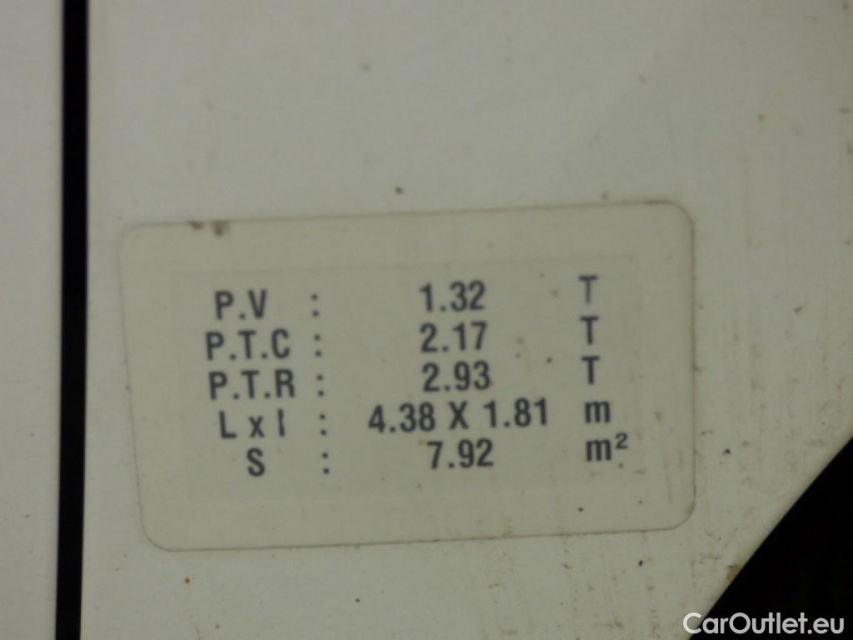 P.V : 1.32 T
P.T.C : 2.17 T
P.T.R : 2.93 T
L x l : 4.38 X 1.81 m
S : 7.92 m²
CarOutlet.eu